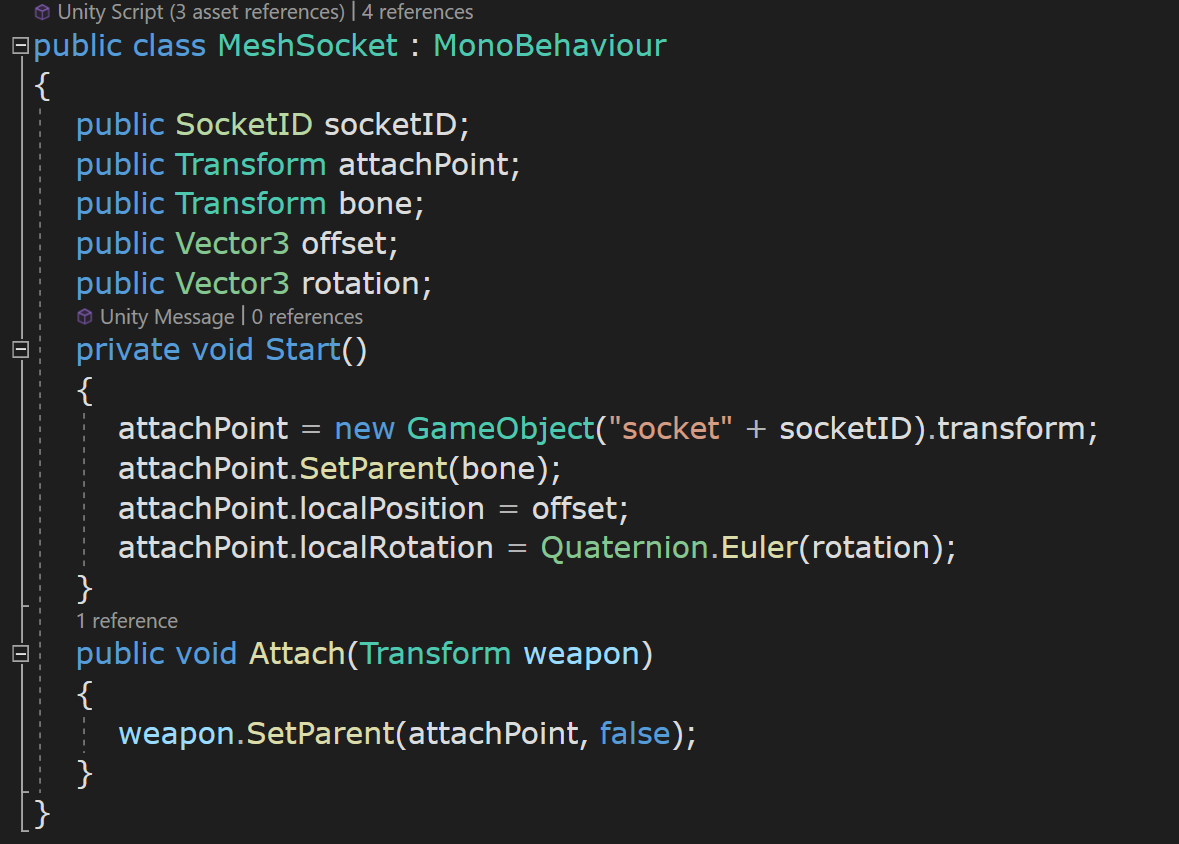 Unity Script (3 asset references) | 4 references
public class MeshSocket : MonoBehaviour
{
public SocketID socketID;
public Transform attachPoint;
public Transform bone;
public Vector3 offset;
public Vector3 rotation;
Unity Message | 0 references
private void Start()
{
attachPoint = new GameObject("socket" + socketID).transform;
attachPoint.SetParent(bone);
attachPoint.localPosition = offset;
attachPoint.localRotation = Quaternion.Euler(rotation);
}
1 reference
public void Attach(Transform weapon)
{
weapon.SetParent(attachPoint, false);
}
}